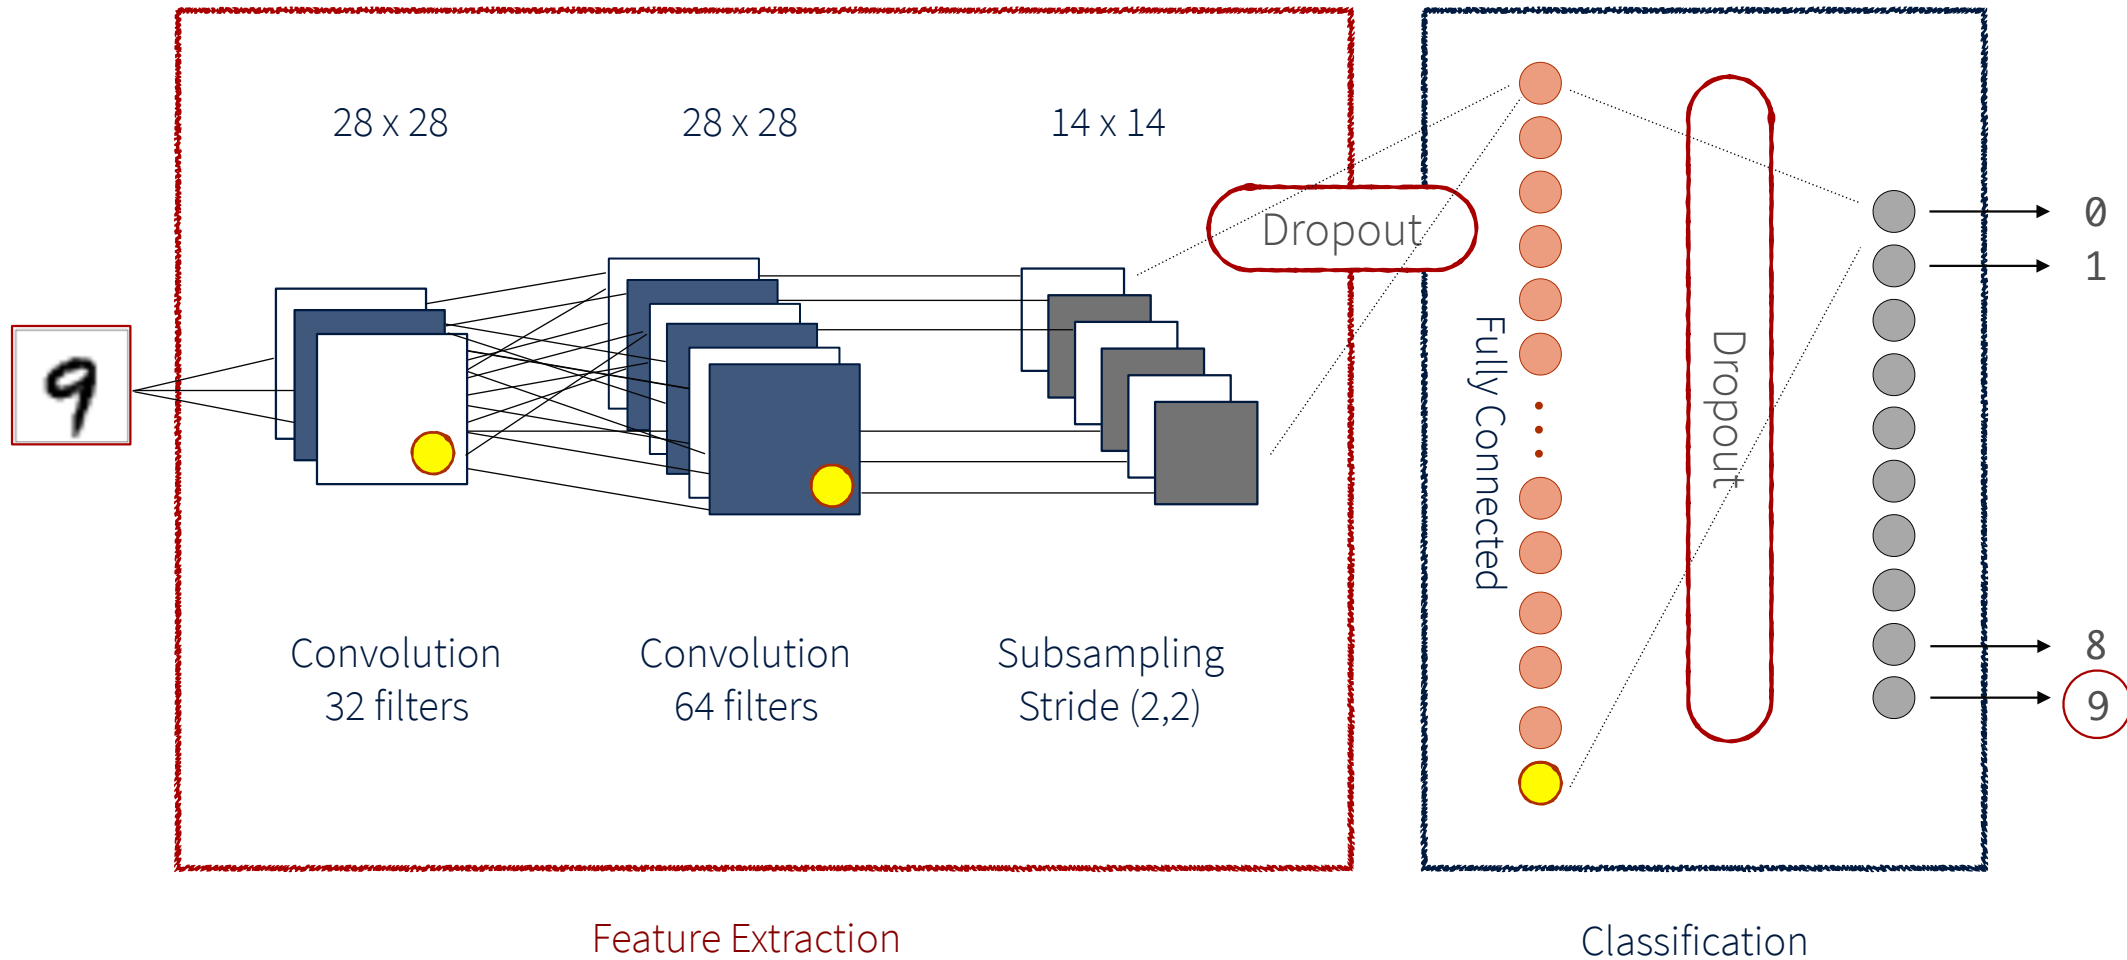 28 x 28
28 x 28
14 x 14
Dropout
9
Convolution
32 filters
Convolution
64 filters
Subsampling
Stride (2,2)
Fully Connected
Dropout
0
1
8
9
Feature Extraction
Classification